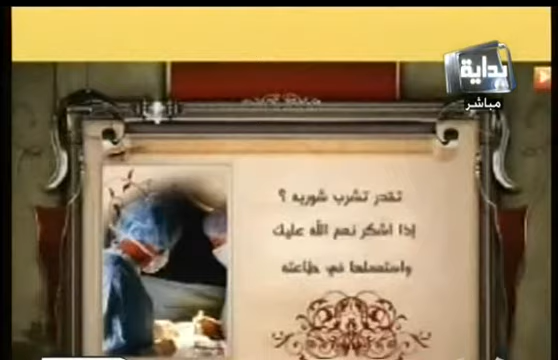 بداية
مباشر
تقدر تشرب شوربه ؟
إذا اشكر نعم الله عليك
واستعملها في طاعته